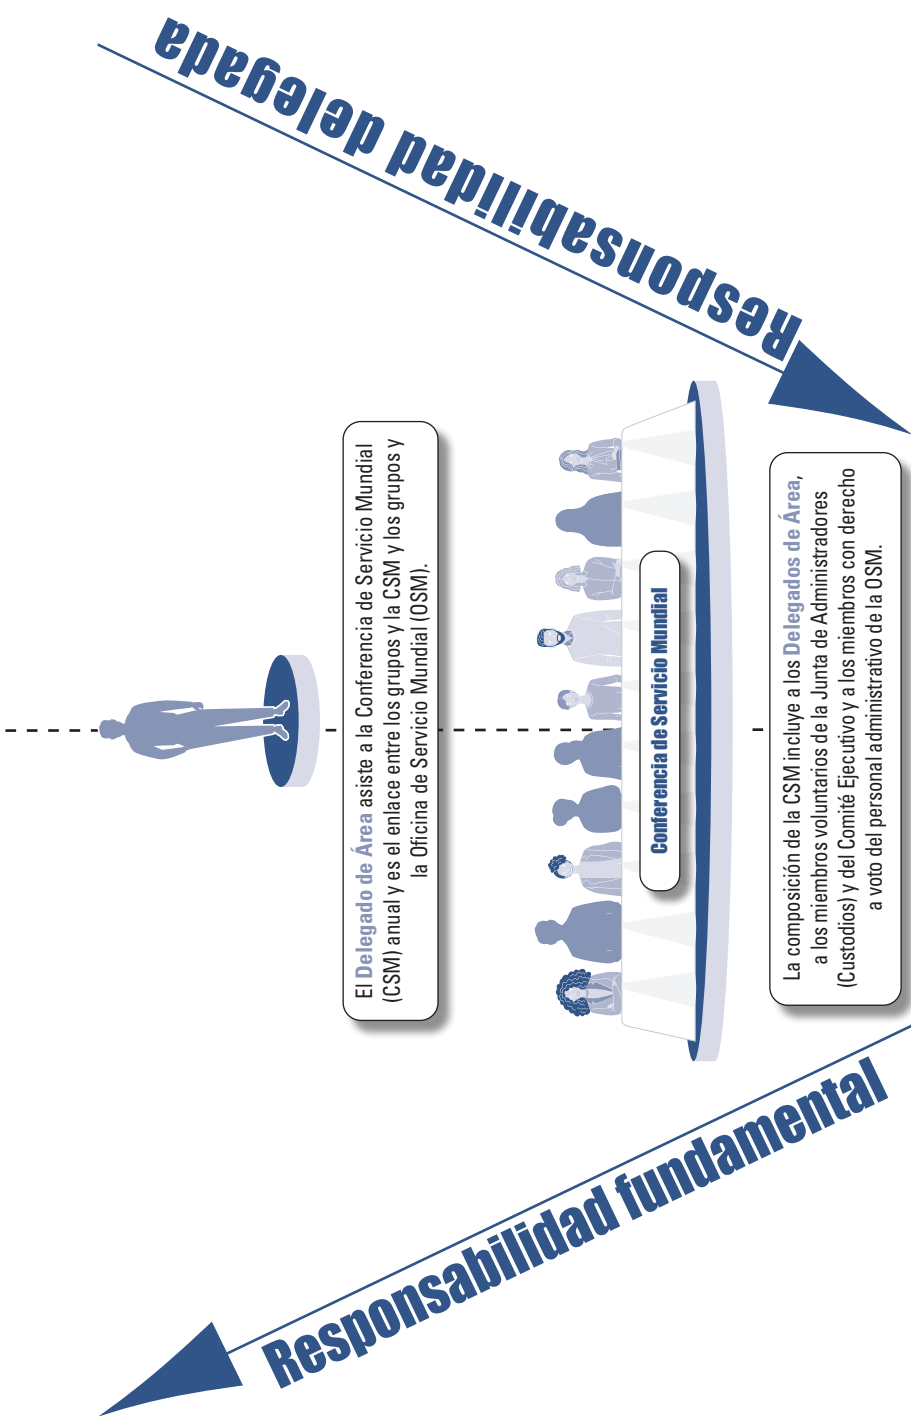 Responsabilidad delegada
El Delegado de Área asiste a la Conferencia de Servicio Mundial
(CSM) anual y es el enlace entre los grupos y la CSM y los grupos y
la Oficina de Servicio Mundial (OSM).
Conferencia de Servicio Mundial
La composición de la CSM incluye a los Delegados de Área,
a los miembros voluntarios de la Junta de Administradores
(Custodios) y del Comité Ejecutivo y a los miembros con derecho
a voto del personal administrativo de la OSM.
Responsabilidad fundamental